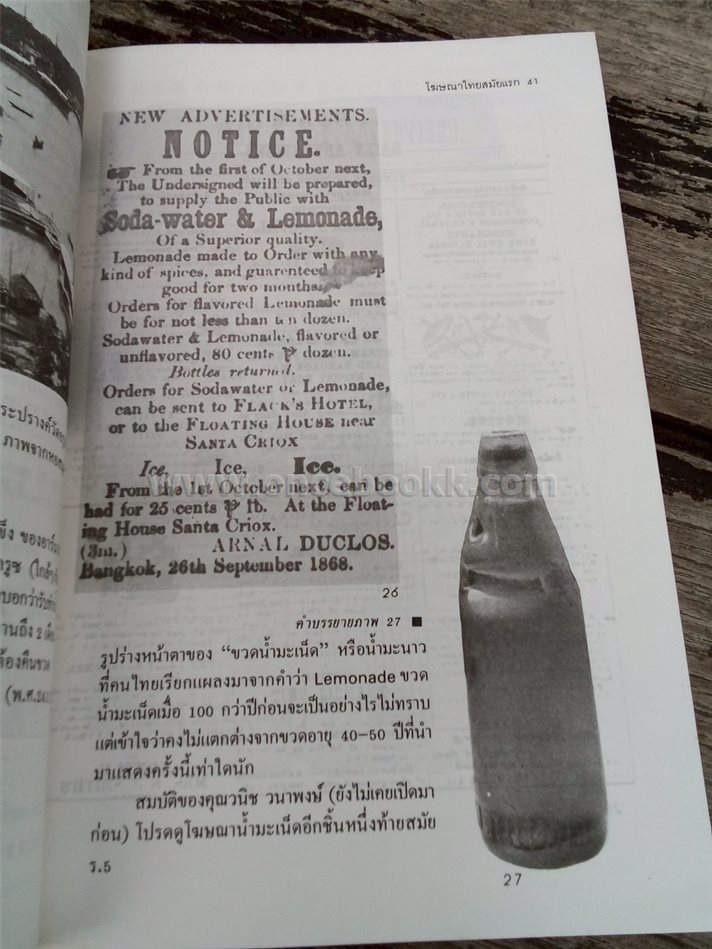 โฆษณาไทยสมัยแรก 41
NEW ADVERTISEMENTS.
NOTICE.
From the first of October next,
The Undersigned will be prepared,
to supply the Public with
Soda-water & Lemonade,
Of a Superior quality.
Lemonade made to Order with any
kind of spices, and guarenteed to keep
good for two months.
Orders for flavored Lemonade must
be for not less than ten dozen.
Sodawater & Lemonade, flavored or
unflavored, 80 cents ⅌ dozen.
Bottles returned.
Orders for Sodawater or Lemonade,
can be sent to FLACK'S HOTEL,
or to the FLOATING HOUSE near
SANTA CRIOX
Ice, Ice, Ice.
From the 1st October next, can be
had for 25 cents ⅌ lb. At the Float-
ing House Santa Criox.
(3m.) ARNAL DUCLOS.
Bangkok, 26th September 1868.
26
คำบรรยายภาพ 27 ■
รูปร่างหน้าตาของ “ขวดน้ำมะเน็ด” หรือน้ำมะนาว
ที่คนไทยเรียกแผลงมาจากคำว่า Lemonade ขวด
น้ำมะเน็ดเมื่อ 100 กว่าปีก่อนจะเป็นอย่างไรไม่ทราบ
แต่เข้าใจว่าคงไม่แตกต่างจากขวดอายุ 40-50 ปีที่นำ
มาแสดงครั้งนี้เท่าใดนัก
สมบัติของคุณวนิช วนาพงษ์ (ยังไม่เคยเปิดมา
ก่อน) โปรดดูโฆษณาน้ำมะเน็ดอีกชิ้นหนึ่งท้ายสมัย
ร.5
27